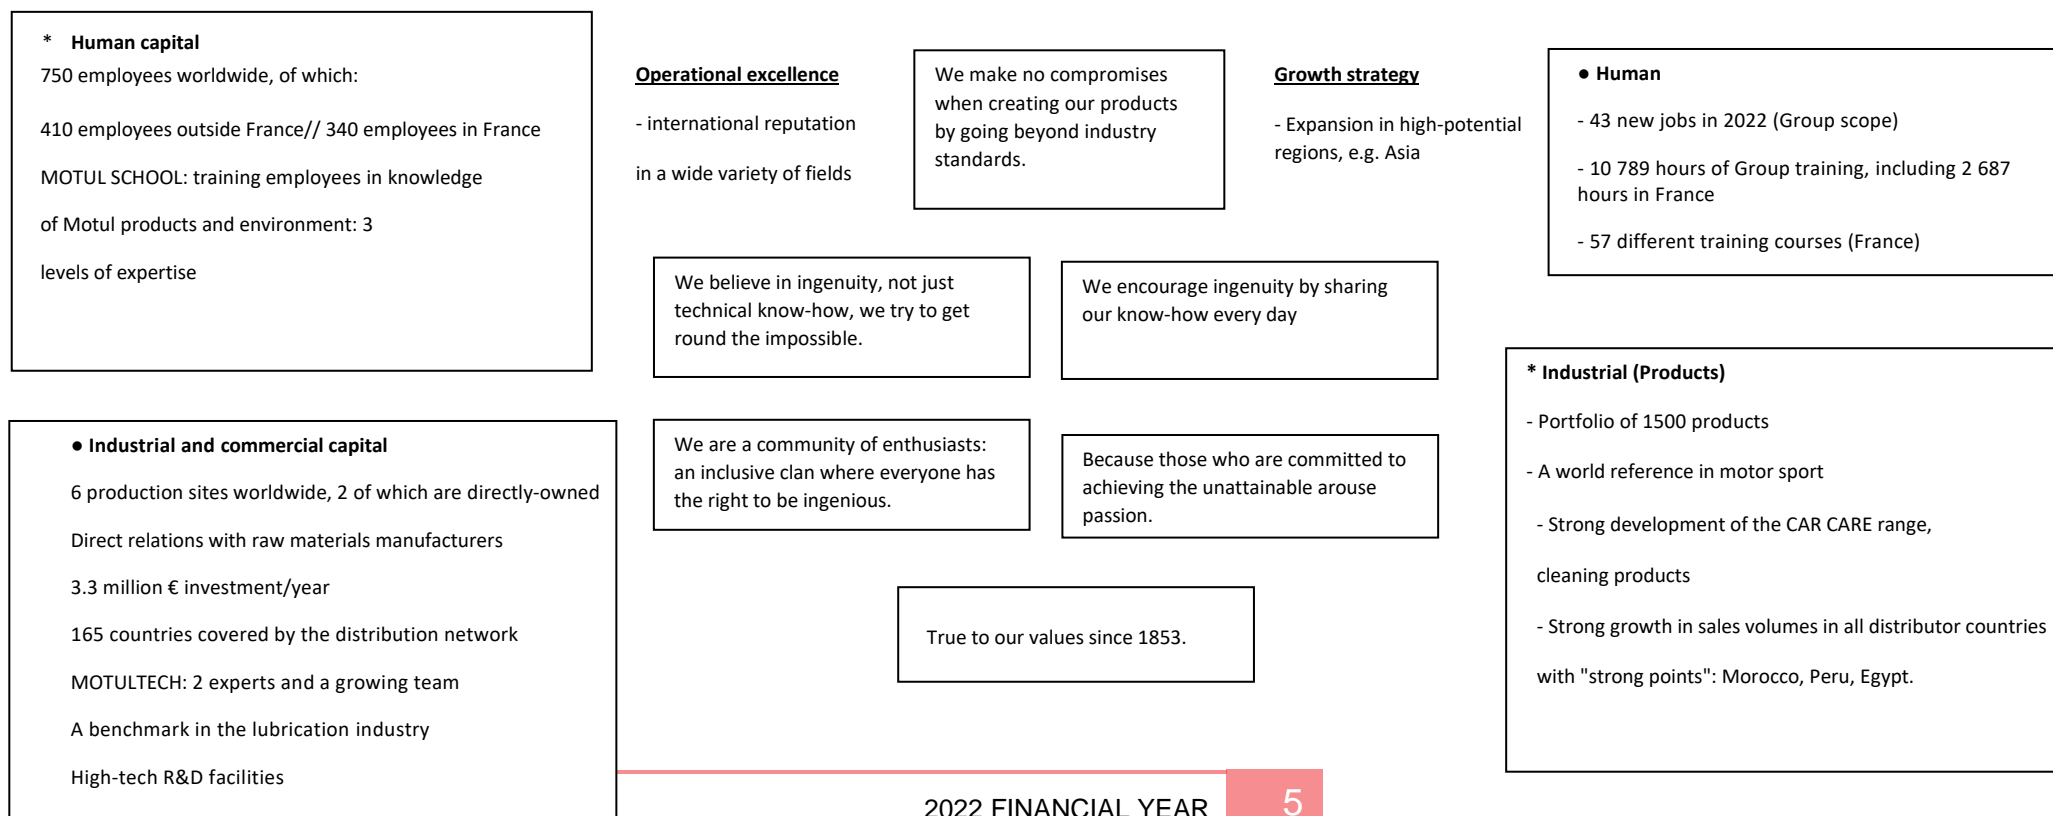 * Human capital
750 employees worldwide, of which:
410 employees outside France// 340 employees in France
MOTUL SCHOOL: training employees in knowledge
of Motul products and environment: 3
levels of expertise
● Industrial and commercial capital
6 production sites worldwide, 2 of which are directly-owned
Direct relations with raw materials manufacturers
3.3 million € investment/year
165 countries covered by the distribution network
MOTULTECH: 2 experts and a growing team
A benchmark in the lubrication industry
High-tech R&D facilities
Operational excellence
- international reputation
in a wide variety of fields
We make no compromises
when creating our products
by going beyond industry
standards.
Growth strategy
- Expansion in high-potential
regions, e.g. Asia
We believe in ingenuity, not just
technical know-how, we try to get
round the impossible.
We encourage ingenuity by sharing
our know-how every day
We are a community of enthusiasts:
an inclusive clan where everyone has
the right to be ingenious.
Because those who are committed to
achieving the unattainable arouse
passion.
True to our values since 1853.
● Human
- 43 new jobs in 2022 (Group scope)
- 10 789 hours of Group training, including 2 687
hours in France
- 57 different training courses (France)
* Industrial (Products)
- Portfolio of 1500 products
- A world reference in motor sport
- Strong development of the CAR CARE range,
cleaning products
- Strong growth in sales volumes in all distributor countries
with "strong points": Morocco, Peru, Egypt.
2022 FINANCIAL YEAR
5